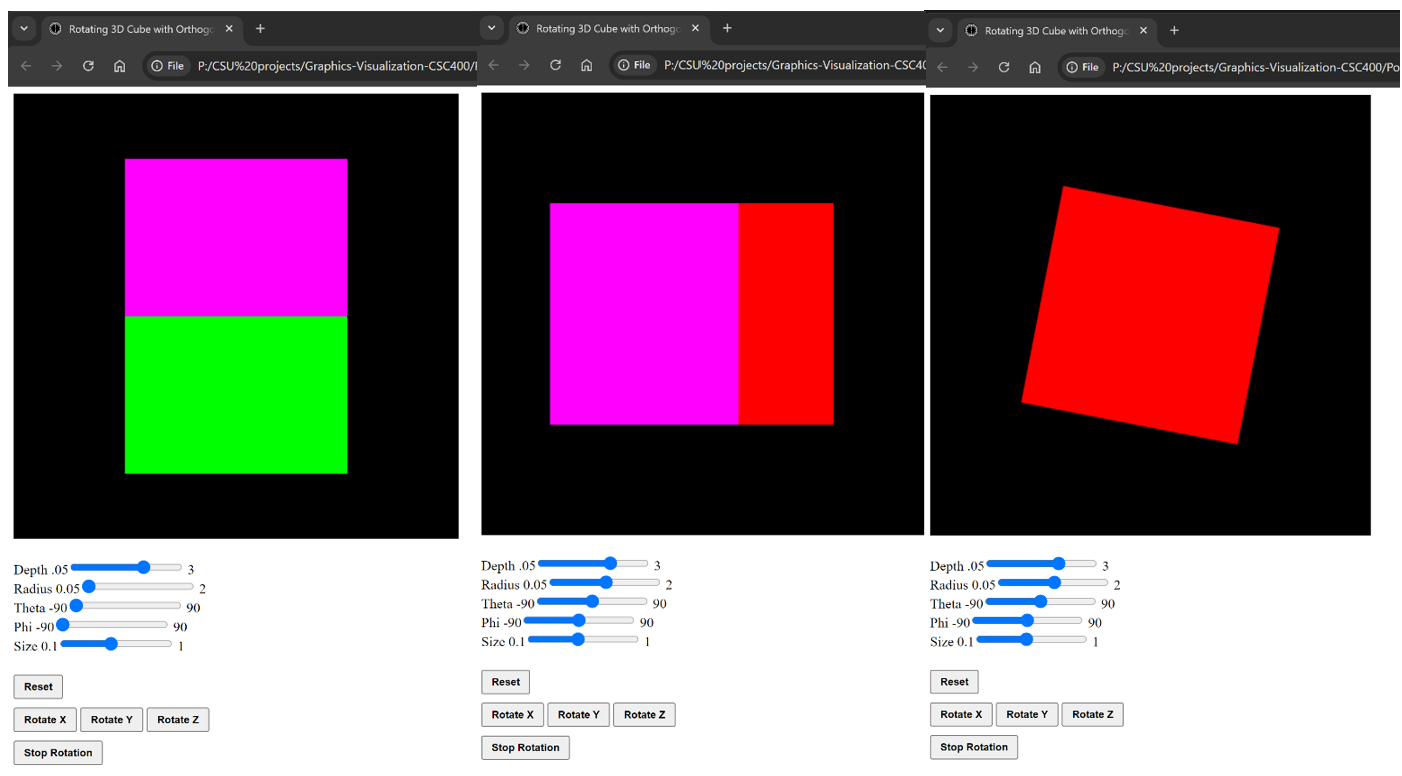 Rotating 3D Cube with Orthogo
File P:/CSU%20projects/Graphics-Visualization-CSC400/
Depth .05 3
Radius 0.05 2
Theta -90 90
Phi -90 90
Size 0.1 1
Reset
Rotate X Rotate Y Rotate Z
Stop Rotation
Rotating 3D Cube with Orthogo
File P:/CSU%20projects/Graphics-Visualization-CSC40
Depth .05 3
Radius 0.05 2
Theta -90 90
Phi -90 90
Size 0.1 1
Reset
Rotate X Rotate Y Rotate Z
Stop Rotation
Rotating 3D Cube with Orthog
File P:/CSU%20projects/Graphics-Visualization-CSC400/Po
Depth .05 3
Radius 0.05 2
Theta -90 90
Phi -90 90
Size 0.1 1
Reset
Rotate X Rotate Y Rotate Z
Stop Rotation